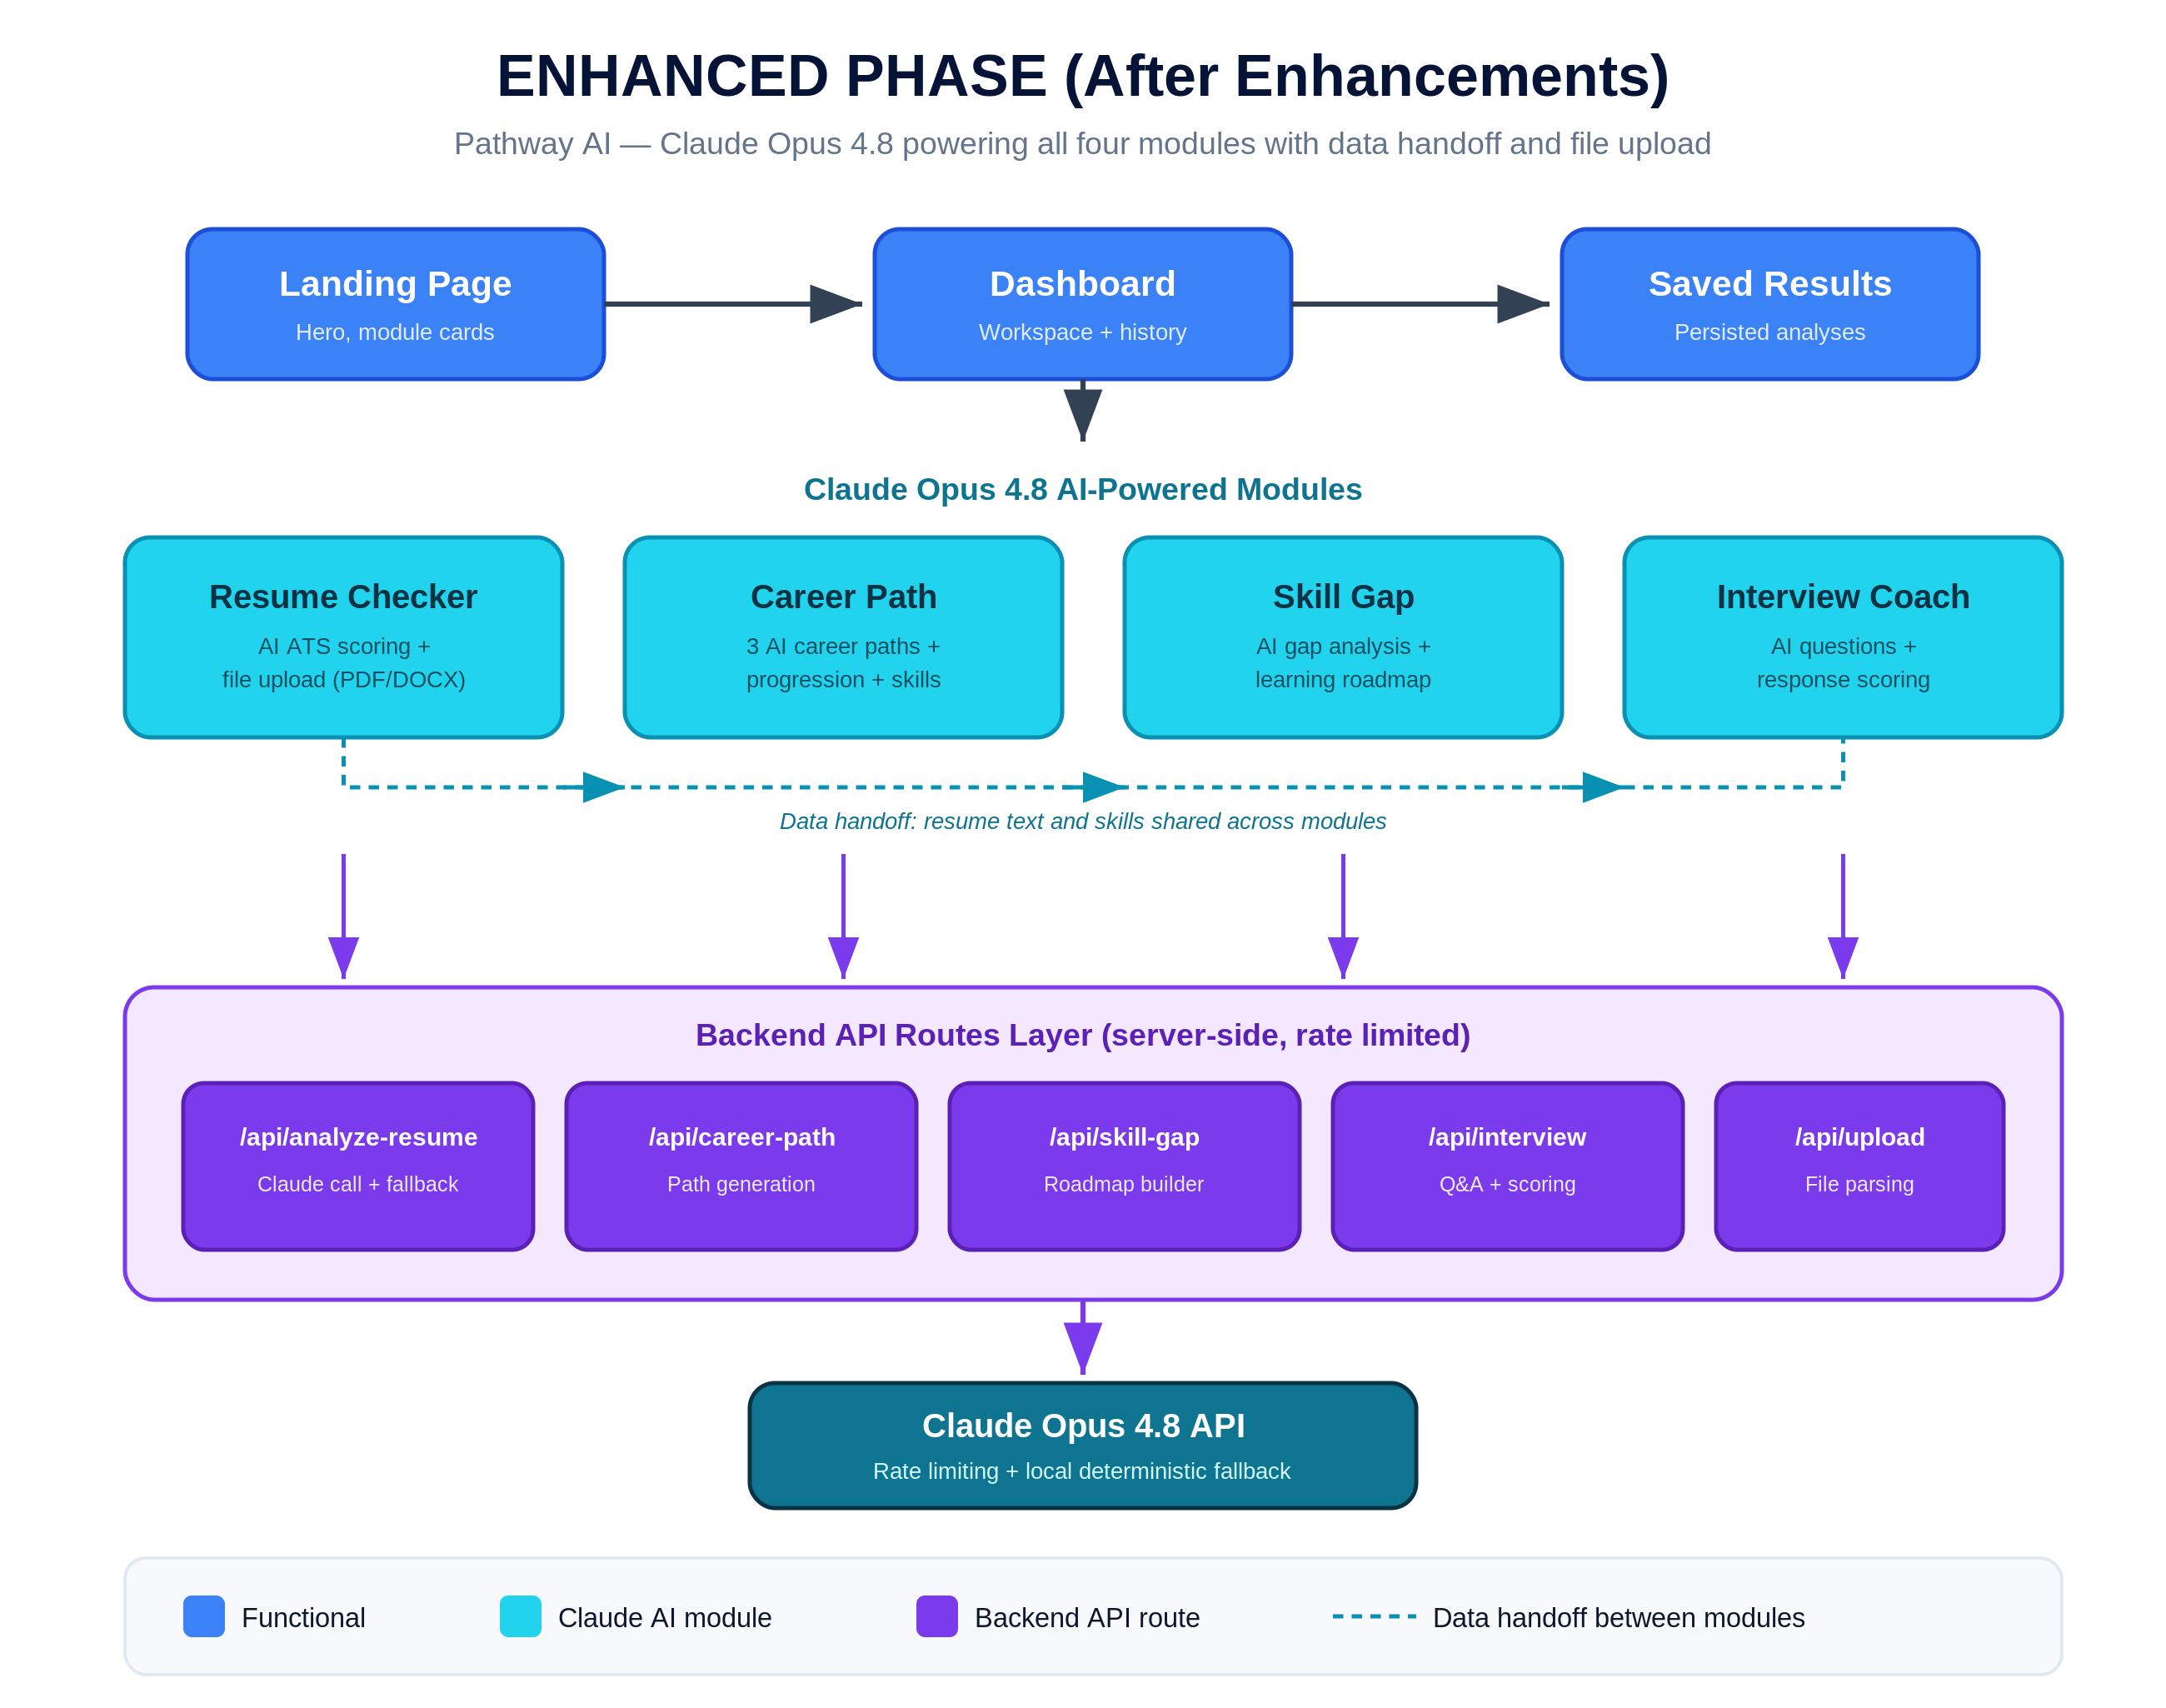 ENHANCED PHASE (After Enhancements)
Pathway AI — Claude Opus 4.8 powering all four modules with data handoff and file upload
Landing Page
Hero, module cards
Dashboard
Workspace + history
Saved Results
Persisted analyses
Claude Opus 4.8 AI-Powered Modules
Resume Checker
AI ATS scoring +
file upload (PDF/DOCX)
Career Path
3 AI career paths +
progression + skills
Skill Gap
AI gap analysis +
learning roadmap
Interview Coach
AI questions +
response scoring
Data handoff: resume text and skills shared across modules
Backend API Routes Layer (server-side, rate limited)
/api/analyze-resume
Claude call + fallback
/api/career-path
Path generation
/api/skill-gap
Roadmap builder
/api/interview
Q&A + scoring
/api/upload
File parsing
Claude Opus 4.8 API
Rate limiting + local deterministic fallback
Functional
Claude AI module
Backend API route
Data handoff between modules